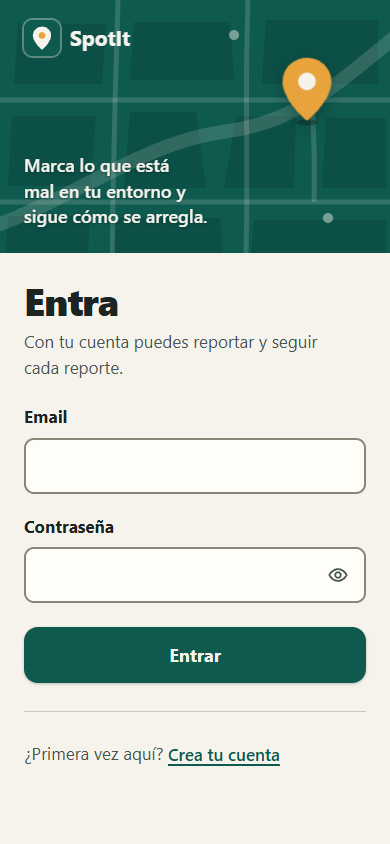 SpotIt
Marca lo que está
mal en tu entorno y
sigue cómo se arregla.
Entra
Con tu cuenta puedes reportar y seguir
cada reporte.
Email
Contraseña
Entrar
¿Primera vez aquí? Crea tu cuenta